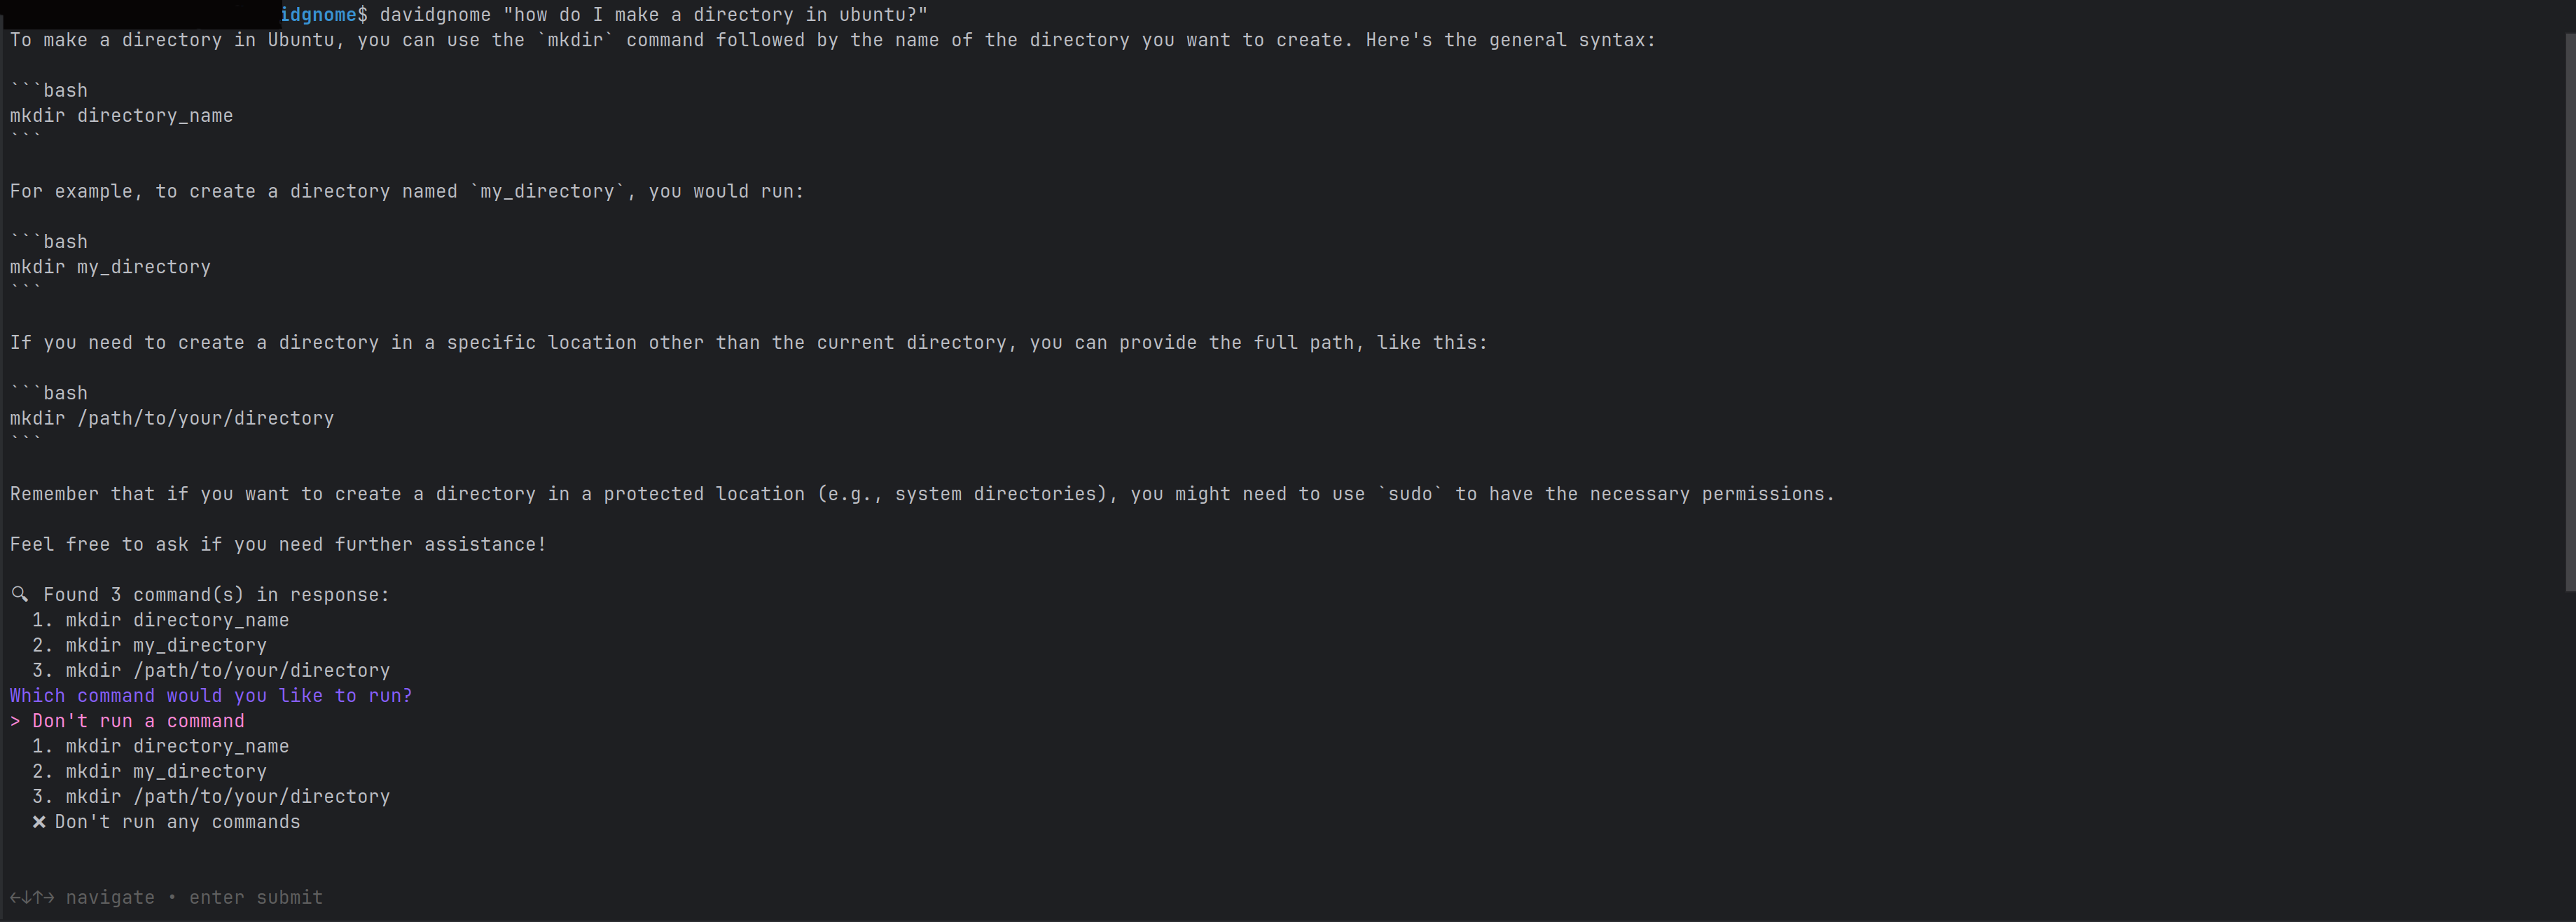 idgnome$ davidgnome "how do I make a directory in ubuntu?"
To make a directory in Ubuntu, you can use the `mkdir` command followed by the name of the directory you want to create. Here's the general syntax:
```bash
mkdir directory_name
```
For example, to create a directory named `my_directory`, you would run:
```bash
mkdir my_directory
```
If you need to create a directory in a specific location other than the current directory, you can provide the full path, like this:
```bash
mkdir /path/to/your/directory
```
Remember that if you want to create a directory in a protected location (e.g., system directories), you might need to use `sudo` to have the necessary permissions.
Feel free to ask if you need further assistance!
🔍 Found 3 command(s) in response:
1. mkdir directory_name
2. mkdir my_directory
3. mkdir /path/to/your/directory
Which command would you like to run?
> Don't run a command
1. mkdir directory_name
2. mkdir my_directory
3. mkdir /path/to/your/directory
❌ Don't run any commands
←↓↑→ navigate • enter submit